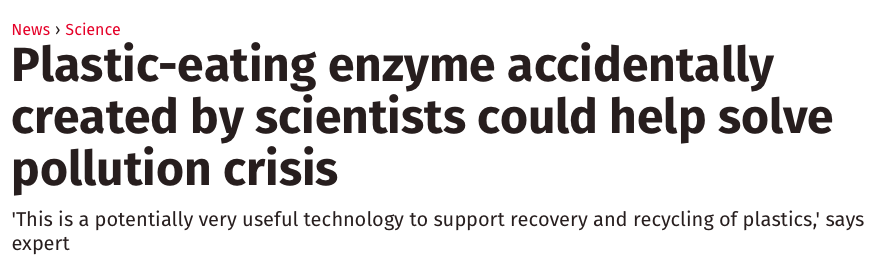 News › Science
Plastic-eating enzyme accidentally
created by scientists could help solve
pollution crisis
'This is a potentially very useful technology to support recovery and recycling of plastics,' says
expert